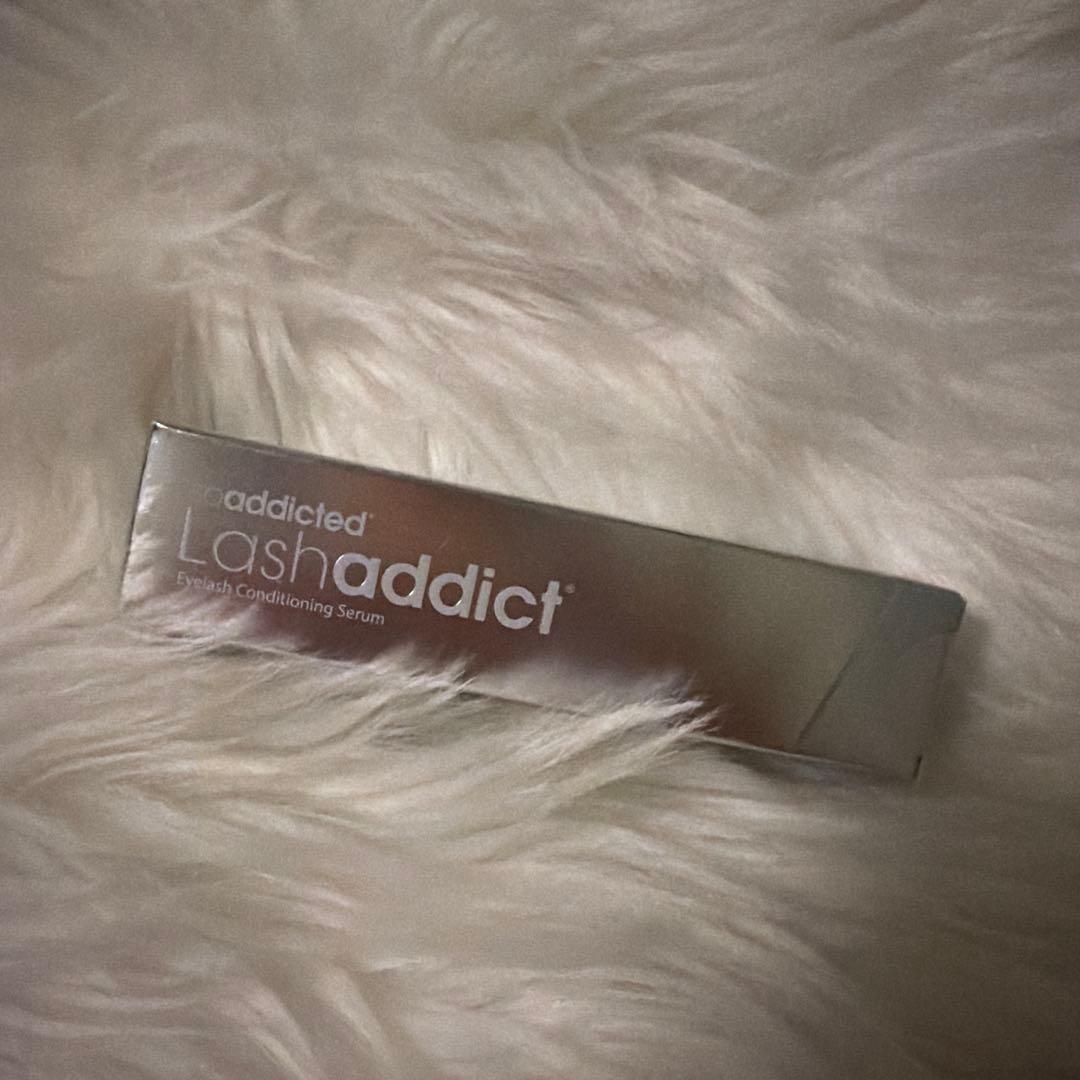 addicted®
Lashaddict®
Eyelash Conditioning Serum